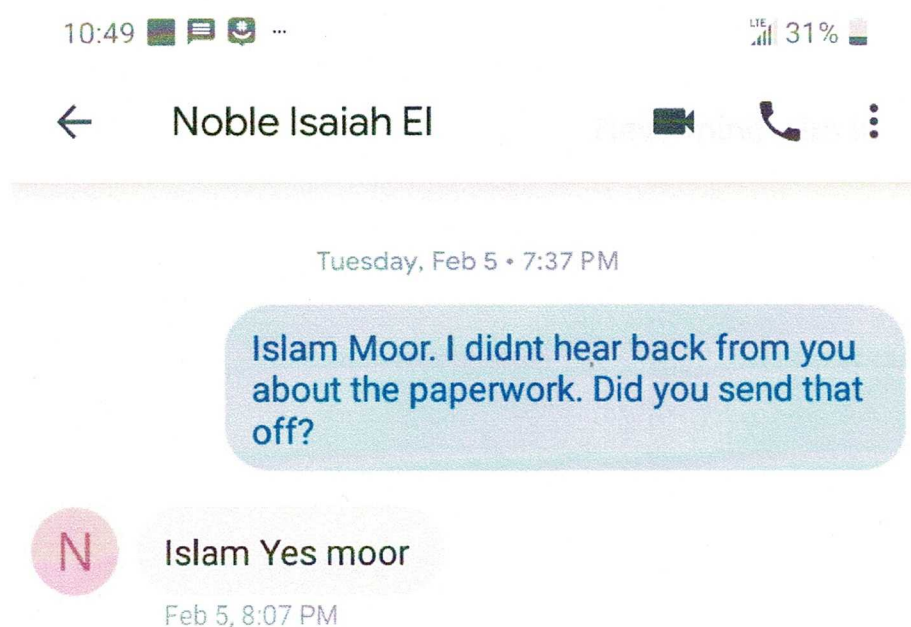 10:49 ... LTE 31%
Noble Isaiah El
Tuesday, Feb 5 • 7:37 PM
Islam Moor. I didnt hear back from you
about the paperwork. Did you send that
off?
N
Islam Yes moor
Feb 5, 8:07 PM